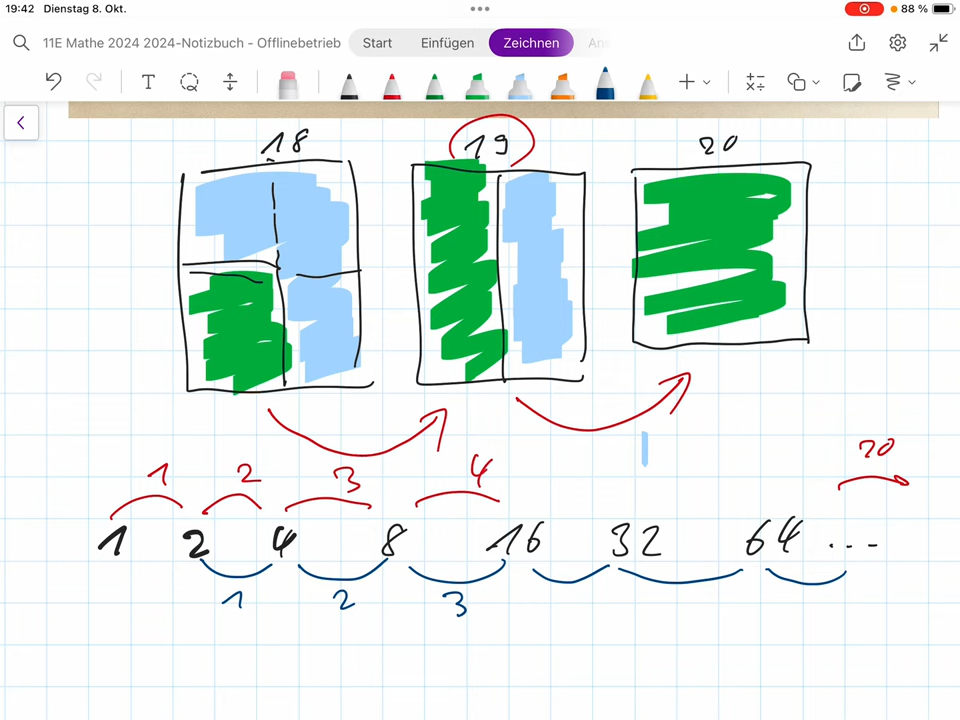 19:42 Dienstag 8. Okt. 88 %
11E Mathe 2024 2024-Notizbuch - Offlinebetrieb Start Einfügen Zeichnen Ans
T
18 19 20
1 2 3 4 20
1 2 4 8 16 32 64 ...
1 2 3